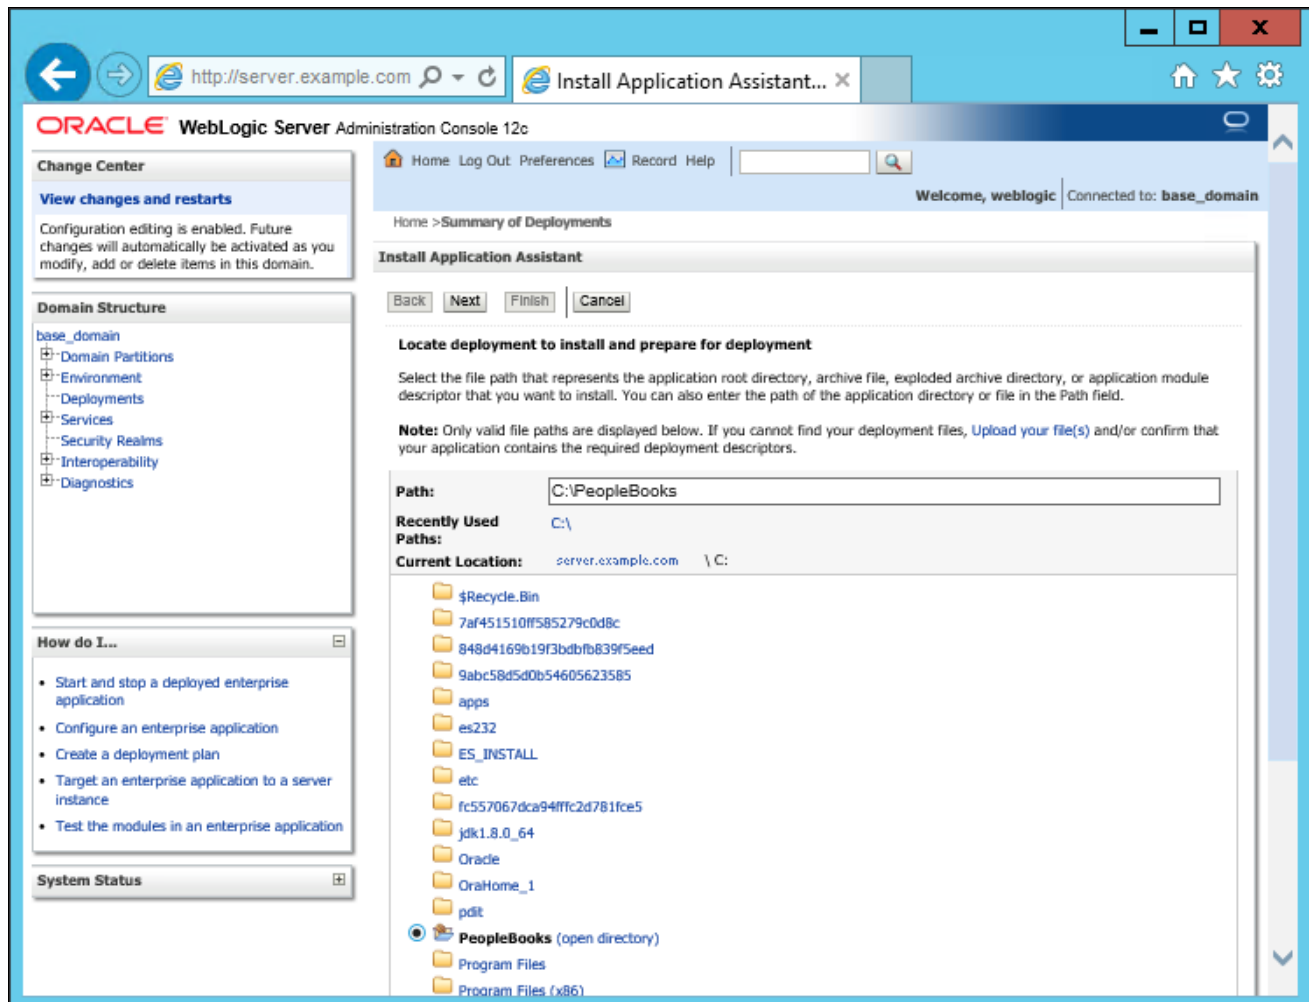 http://server.example.com
Install Application Assistant...
ORACLE WebLogic Server Administration Console 12c
Change Center
View changes and restarts
Configuration editing is enabled. Future
changes will automatically be activated as you
modify, add or delete items in this domain.
Domain Structure
base_domain
Domain Partitions
Environment
Deployments
Services
Security Realms
Interoperability
Diagnostics
How do I...
Start and stop a deployed enterprise
application
Configure an enterprise application
Create a deployment plan
Target an enterprise application to a server
instance
Test the modules in an enterprise application
System Status
Home Log Out Preferences Record Help
Welcome, weblogic Connected to: base_domain
Home >Summary of Deployments
Install Application Assistant
Back Next Finish Cancel
Locate deployment to install and prepare for deployment
Select the file path that represents the application root directory, archive file, exploded archive directory, or application module
descriptor that you want to install. You can also enter the path of the application directory or file in the Path field.
Note: Only valid file paths are displayed below. If you cannot find your deployment files, Upload your file(s) and/or confirm that
your application contains the required deployment descriptors.
Path: C:\PeopleBooks
Recently Used C:\
Paths:
Current Location: server.example.com \ C:
$Recycle.Bin
7af451510ff585279c0d8c
848d4169b19f3bdbfb839f5eed
9abc58d5d0b54605623585
apps
es232
ES_INSTALL
etc
fc557067dca94fffc2d781fce5
jdk1.8.0_64
Oracle
OraHome_1
pdit
PeopleBooks (open directory)
Program Files
Program Files (x86)